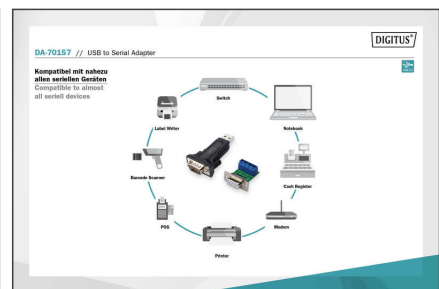 DIGITUS®
DA-70157 // USB to Serial Adapter
Kompatibel mit nahezu
allen seriellen Geräten
Compatible to almost
all seriell devices
Switch
Label Writer
Notebook
Barcode Scanner
Cash Register
POS
Modem
Printer